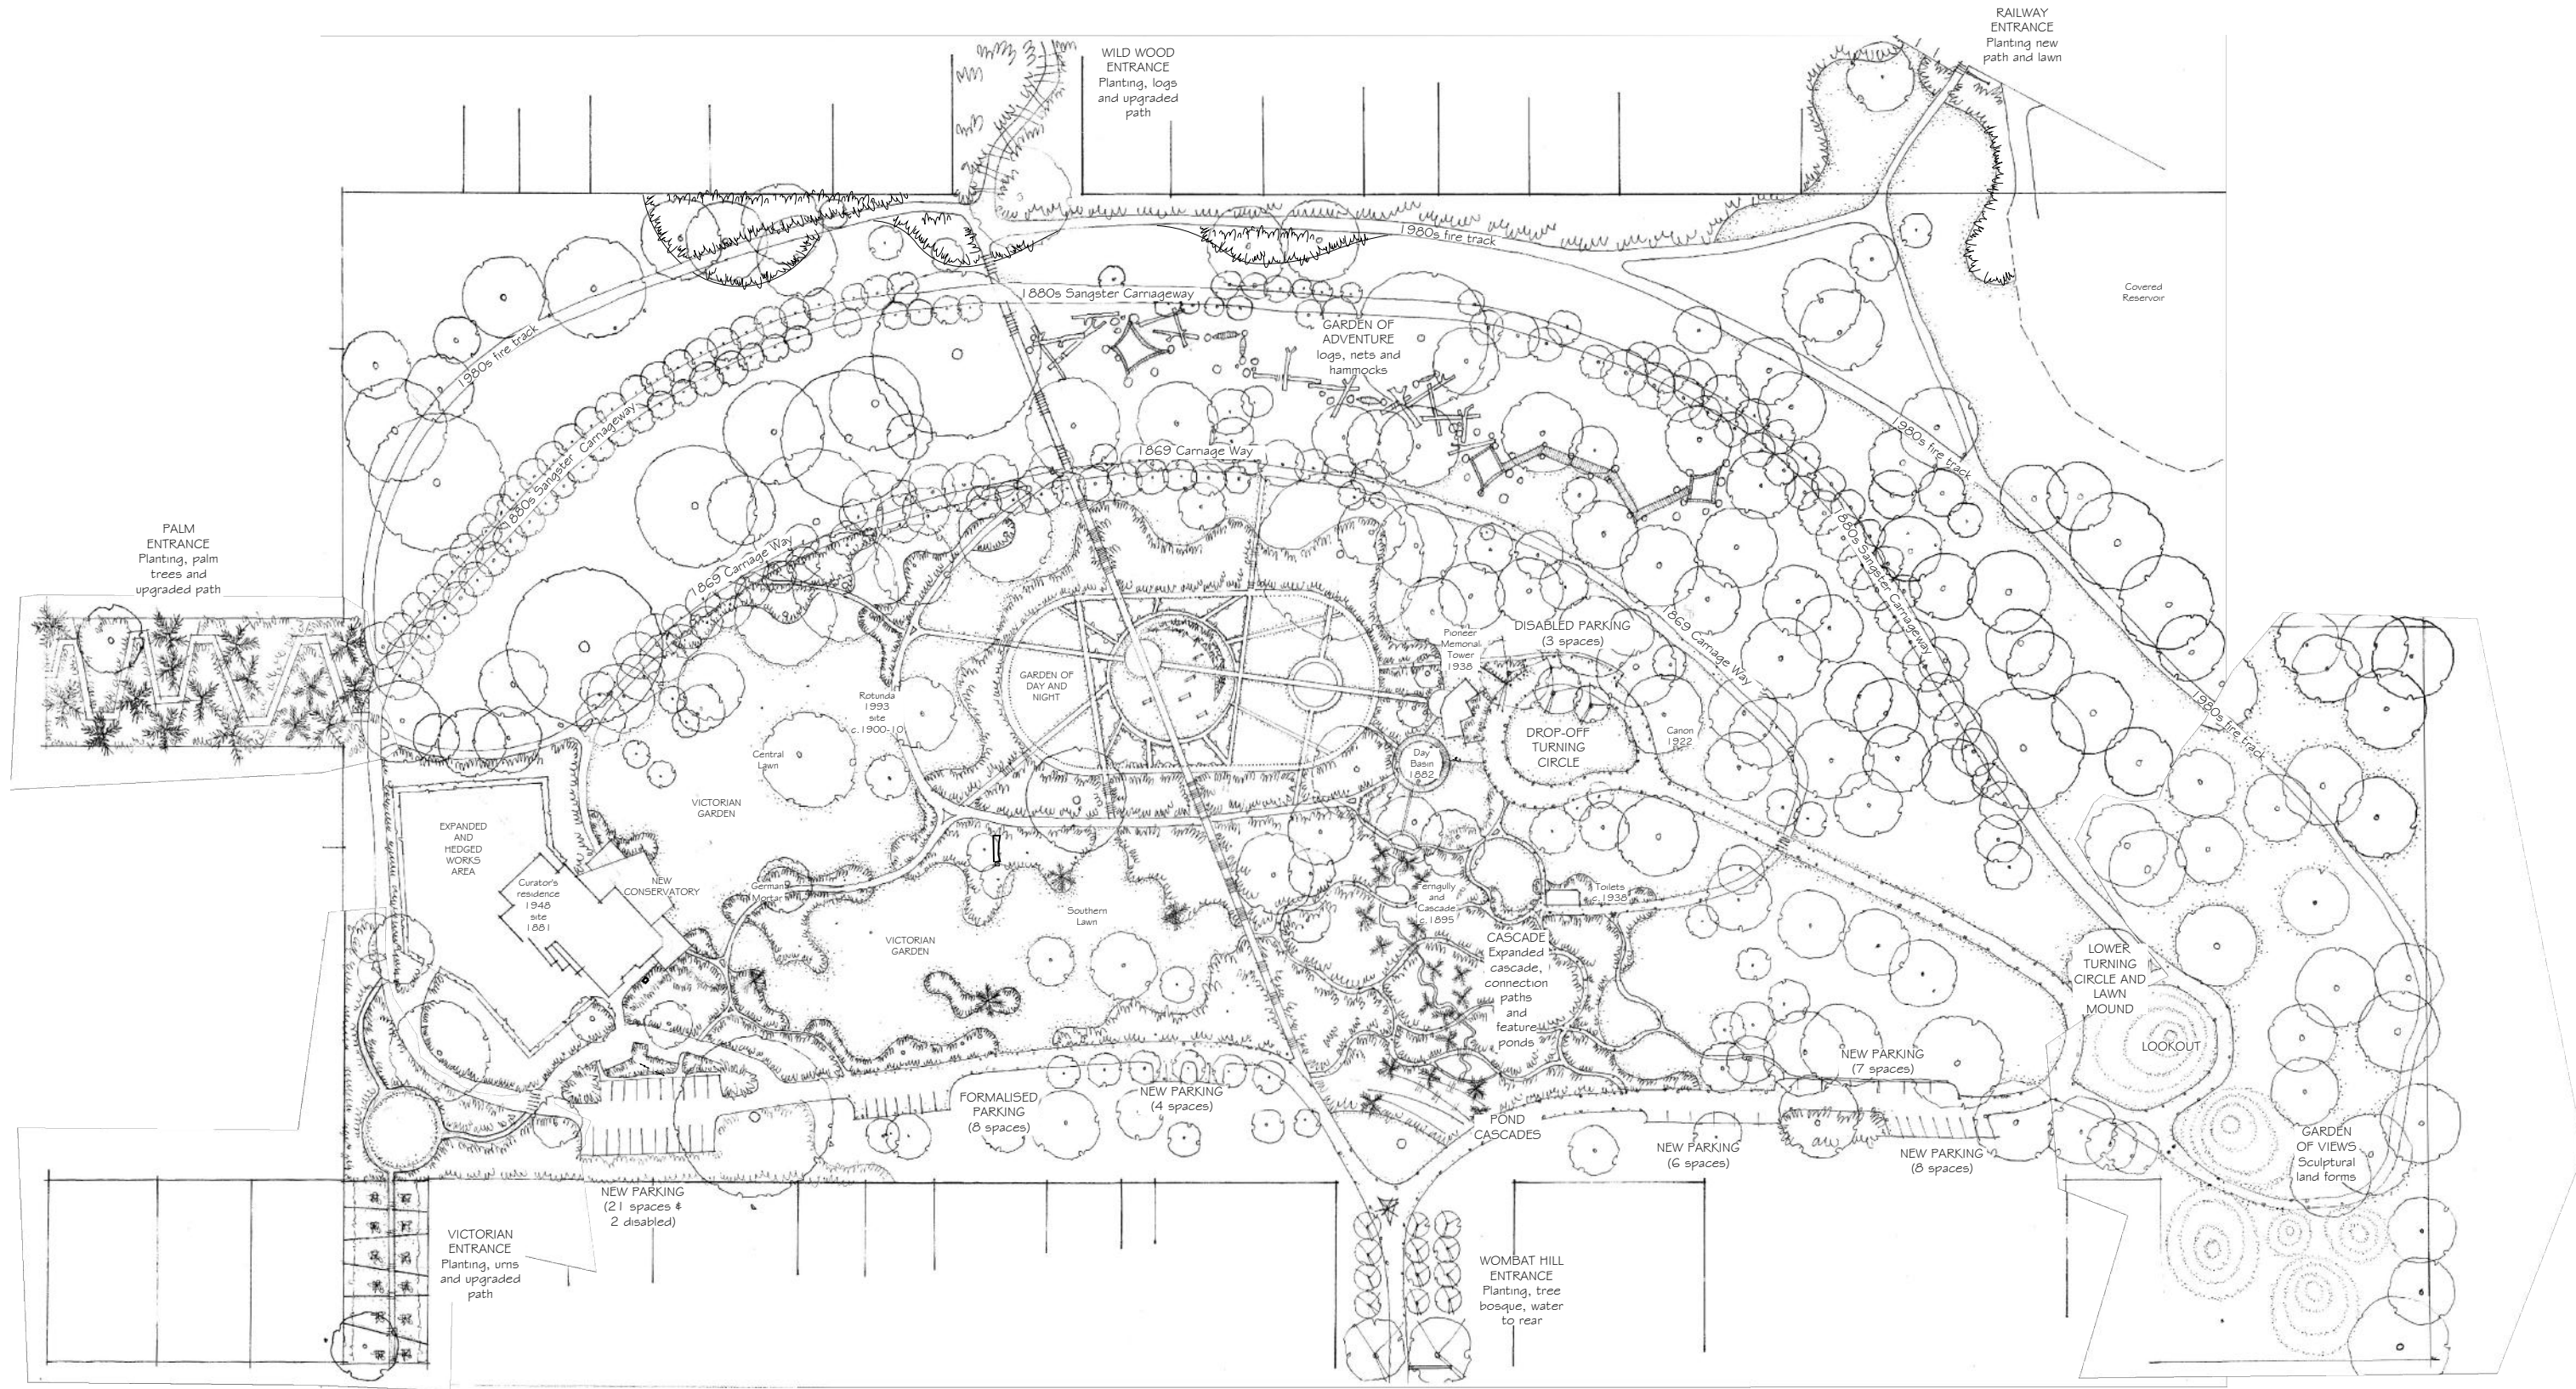 RAILWAY
ENTRANCE
Planting new
path and lawn
WILD WOOD
ENTRANCE
Planting, logs
and upgraded
path
1980s fire track
Covered
Reservoir
1880s Sangster Carriageway
GARDEN OF
ADVENTURE
logs, nets and
hammocks
1980s fire track
1880s Sangster Carriageway
1869 Carriage Way
1980s fire track
PALM
ENTRANCE
Planting, palm
trees and
upgraded path
1869 Carriage Way
1880s Sangster Carriageway
DISABLED PARKING
(3 spaces)
Pioneer
Memorial
Tower
1938
1869 Carriage Way
GARDEN OF
DAY AND
NIGHT
Rotunda
1993
site
c.1900-10
1980s fire track
DROP-OFF
TURNING
CIRCLE
Canon
1922
Central
Lawn
Day
Basin
1882
VICTORIAN
GARDEN
EXPANDED
AND
HEDGED
WORKS
AREA
Curator's
residence
1948
site
1881
NEW
CONSERVATORY
German
Mortar
Ferngully
and
Cascade
c.1895
Toilets
c.1938
Southern
Lawn
VICTORIAN
GARDEN
CASCADE
Expanded
cascade,
connection
paths
and
feature
ponds
LOWER
TURNING
CIRCLE AND
LAWN
MOUND
LOOKOUT
NEW PARKING
(7 spaces)
FORMALISED
PARKING
(8 spaces)
NEW PARKING
(4 spaces)
POND
CASCADES
NEW PARKING
(6 spaces)
NEW PARKING
(8 spaces)
GARDEN
OF VIEWS
Sculptural
land forms
NEW PARKING
(21 spaces &
2 disabled)
VICTORIAN
ENTRANCE
Planting, urns
and upgraded
path
WOMBAT HILL
ENTRANCE
Planting, tree
bosque, water
to rear